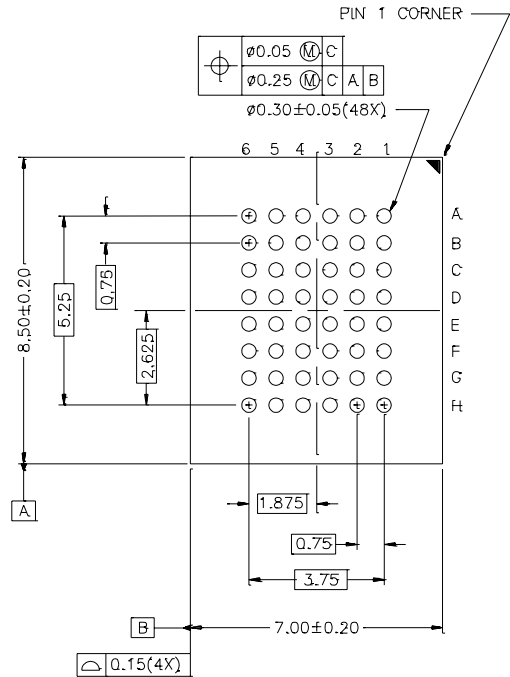 PIN 1 CORNER
ø0.05 Ⓜ C
ø0.25 Ⓜ C A B
ø0.30±0.05(48X)
6 5 4 3 2 1
A
B
C
D
E
F
G
H
8.50±0.20
5.25
0.75
2.625
A
1.875
0.75
3.75
B
7.00±0.20
0.15(4X)